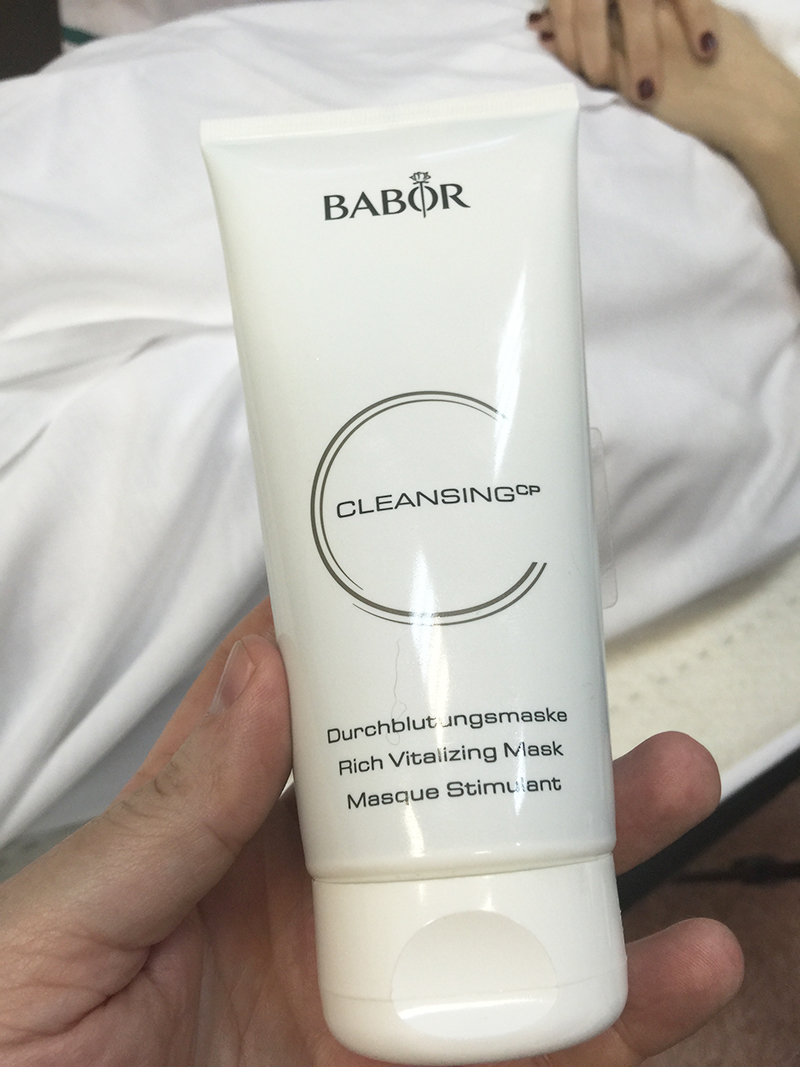 BABOR
CLEANSINGCP
Durchblutungsmaske
Rich Vitalizing Mask
Masque Stimulant